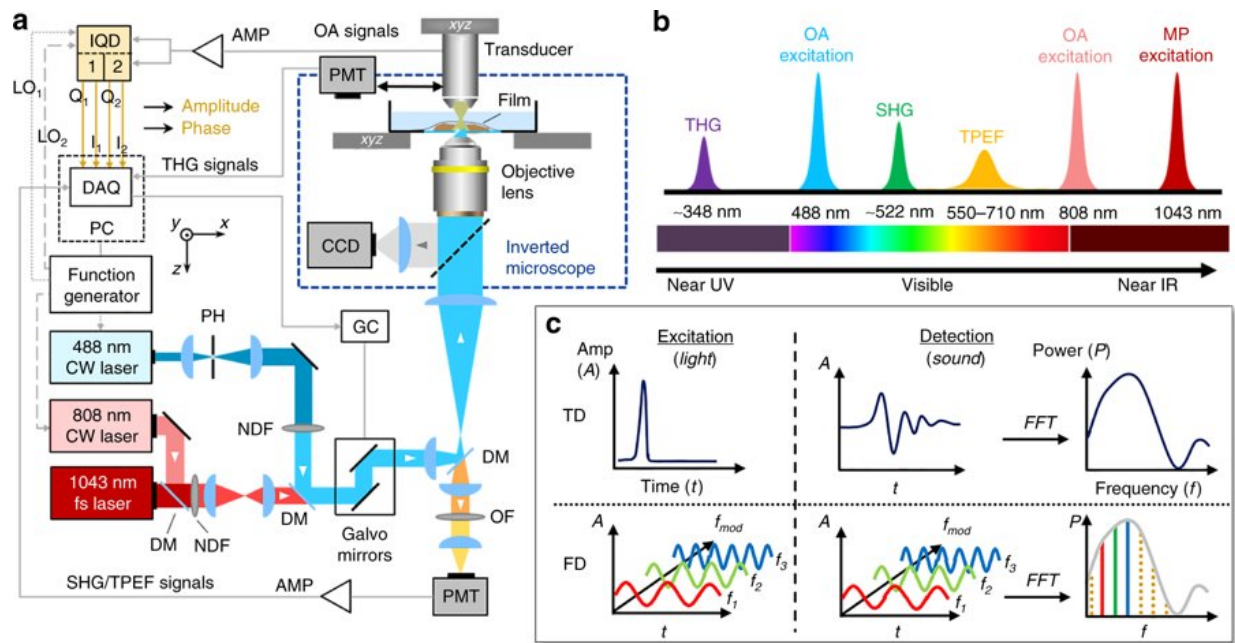 a
IQD
1 2
AMP
OA signals
xyz
Transducer
PMT
LO1
Q1 Q2
Amplitude
Phase
LO2
I1 I2
Film
xyz
THG signals
DAQ
PC
Objective
lens
y x
z
CCD
Inverted
microscope
Function
generator
PH
GC
488 nm
CW laser
808 nm
CW laser
NDF
DM
1043 nm
fs laser
DM
OF
DM NDF
Galvo
mirrors
SHG/TPEF signals
AMP
PMT
b
OA
excitation
OA
excitation
MP
excitation
THG
SHG
TPEF
~348 nm 488 nm ~522 nm 550–710 nm 808 nm 1043 nm
Near UV Visible Near IR
c
Excitation
(light)
Detection
(sound)
Amp
(A)
A
Power (P)
TD
FFT
Time (t)
t
Frequency (f)
A
fmod
f3
f2
f1
FD
t
A
fmod
f3
f2
f1
t
FFT
P
f